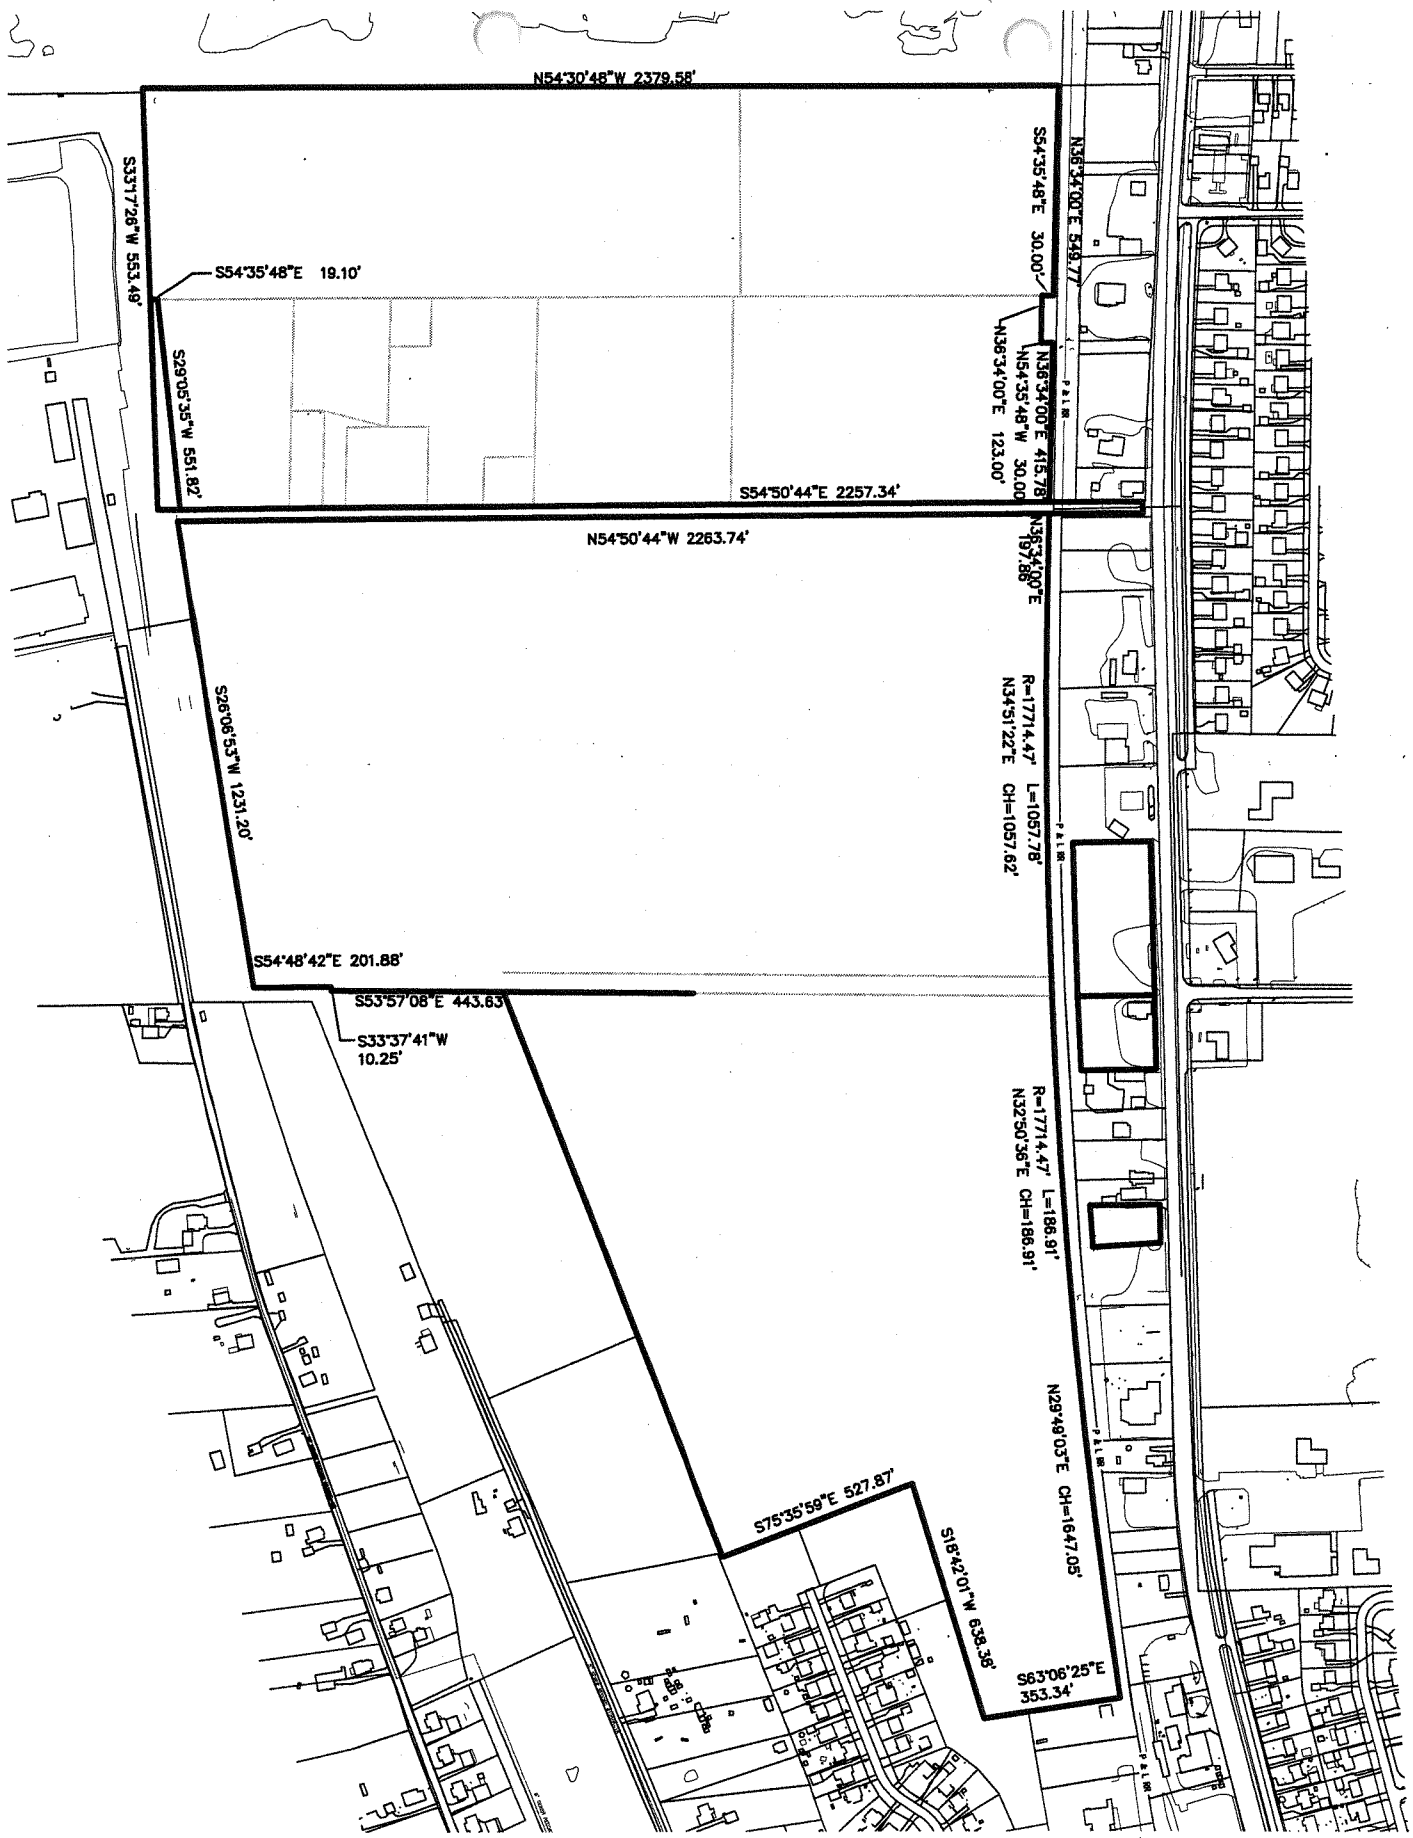 N54°30'48"W 2379.58'
N36°34'00"E 549.77'
S54°35'48"E 30.00'
S33°17'26"W 553.49'
S54°35'48"E 19.10'
S29°05'35"W 551.82'
N36°34'00"E 415.78'
N54°35'48"W 30.00'
N36°34'00"E 123.00'
P & L RR
S54°50'44"E 2257.34'
N54°50'44"W 2263.74'
N36°34'00"E
197.86'
R=17714.47' L=1057.78'
N34°51'22"E CH=1057.62'
P & L RR
S26°06'53"W 1231.20'
S54°48'42"E 201.88'
S53°57'08"E 443.63'
S33°37'41"W
10.25'
R=17714.47' L=186.91'
N32°50'36"E CH=186.91'
N29°49'03"E CH=1647.05'
P & L RR
S75°35'59"E 527.87'
S18°42'01"W 638.38'
S63°06'25"E
353.34'
P & L RR